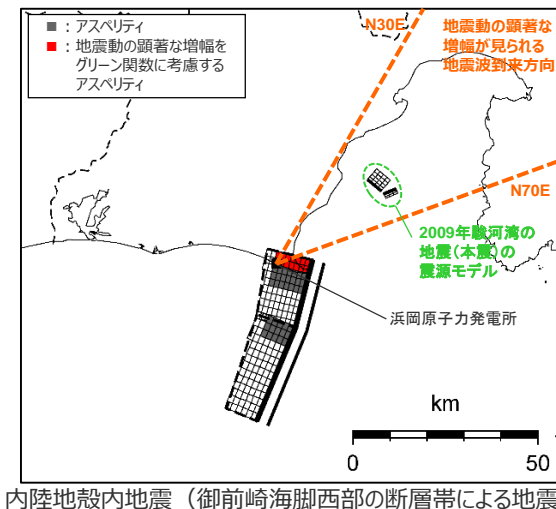 ■ : アスペリティ
■ : 地震動の顕著な増幅を
グリーン関数に考慮する
アスペリティ
N30E
地震動の顕著な
増幅が見られる
地震波到来方向
N70E
2009年駿河湾の
地震(本震)の
震源モデル
浜岡原子力発電所
km
0
50
内陸地殻内地震(御前崎海脚西部の断層帯による地震